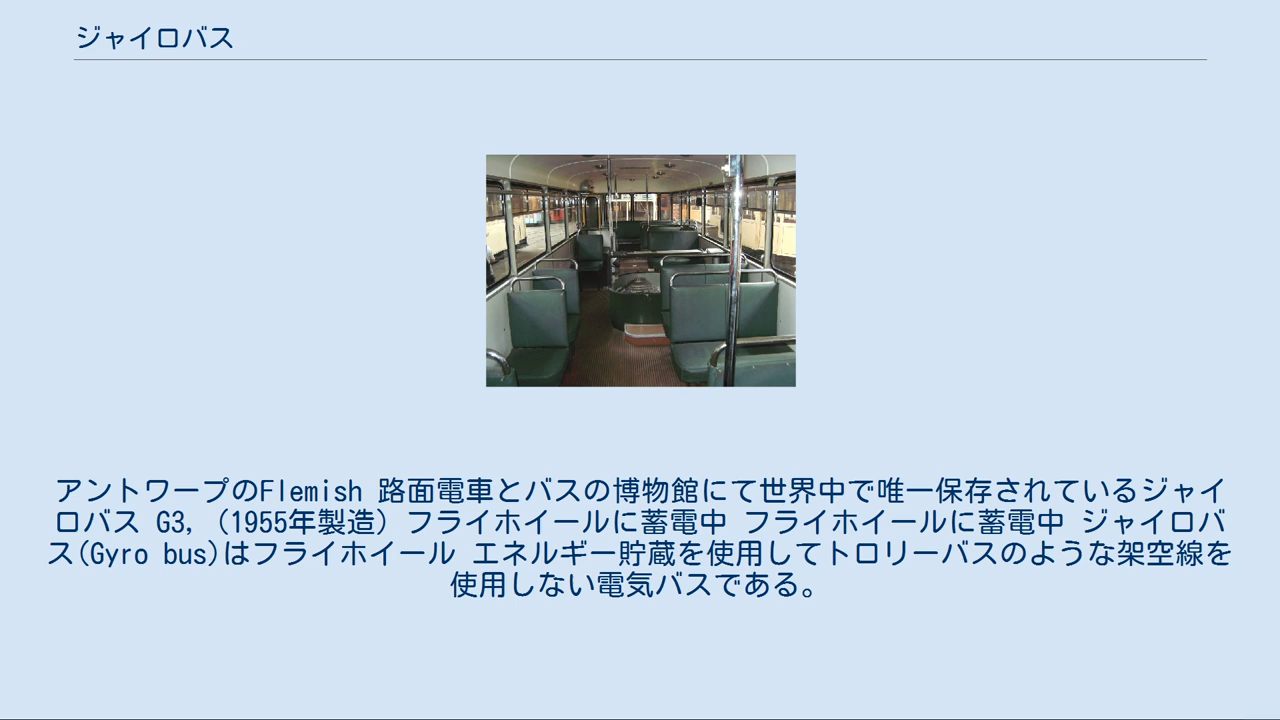 ジャイロバス
アントワープのFlemish 路面電車とバスの博物館にて世界中で唯一保存されているジャイ
ロバス G3, (1955年製造) フライホイールに蓄電中 フライホイールに蓄電中 ジャイロバ
ス(Gyro bus)はフライホイール エネルギー貯蔵を使用してトロリーバスのような架空線を
使用しない電気バスである。